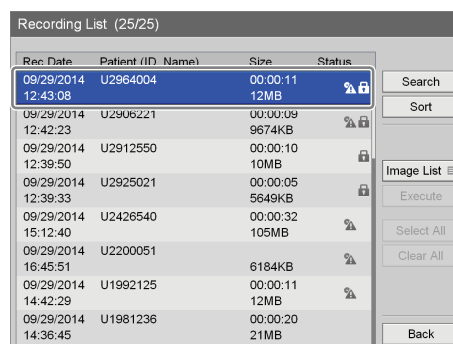 Recording List (25/25)
Rec Date Patient (ID Name) Size Status
09/29/2014 U2964004 00:00:11
12:43:08 12MB
Search
Sort
09/29/2014 U2906221 00:00:09
12:42:23 9674KB
09/29/2014 U2912550 00:00:10
12:39:50 10MB
Image List
09/29/2014 U2925021 00:00:05
12:39:33 5649KB
Execute
09/29/2014 U2426540 00:00:32
15:12:40 105MB
Select All
09/29/2014 U2200051
16:45:51 6184KB
Clear All
09/29/2014 U1992125 00:00:11
14:42:29 12MB
09/29/2014 U1981236 00:00:20
14:36:45 21MB
Back